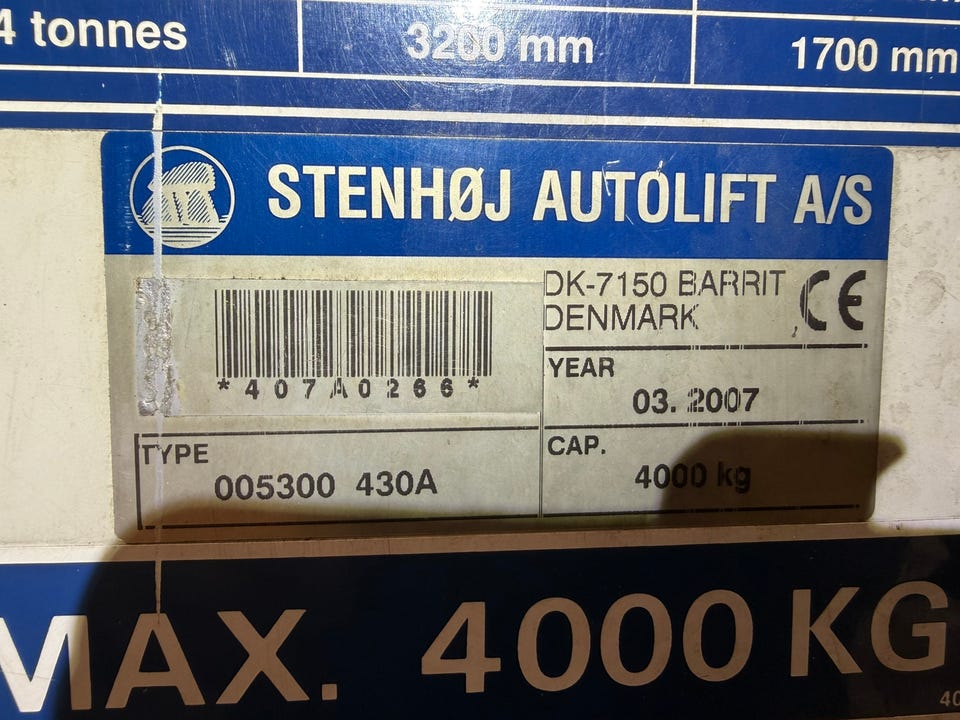 4 tonnes 3200 mm 1700 mm
STENHØJ AUTOLIFT A/S
DK-7150 BARRIT
DENMARK
CE
*407A0266*
YEAR
03. 2007
TYPE
005300 430A
CAP.
4000 kg
MAX. 4000 KG